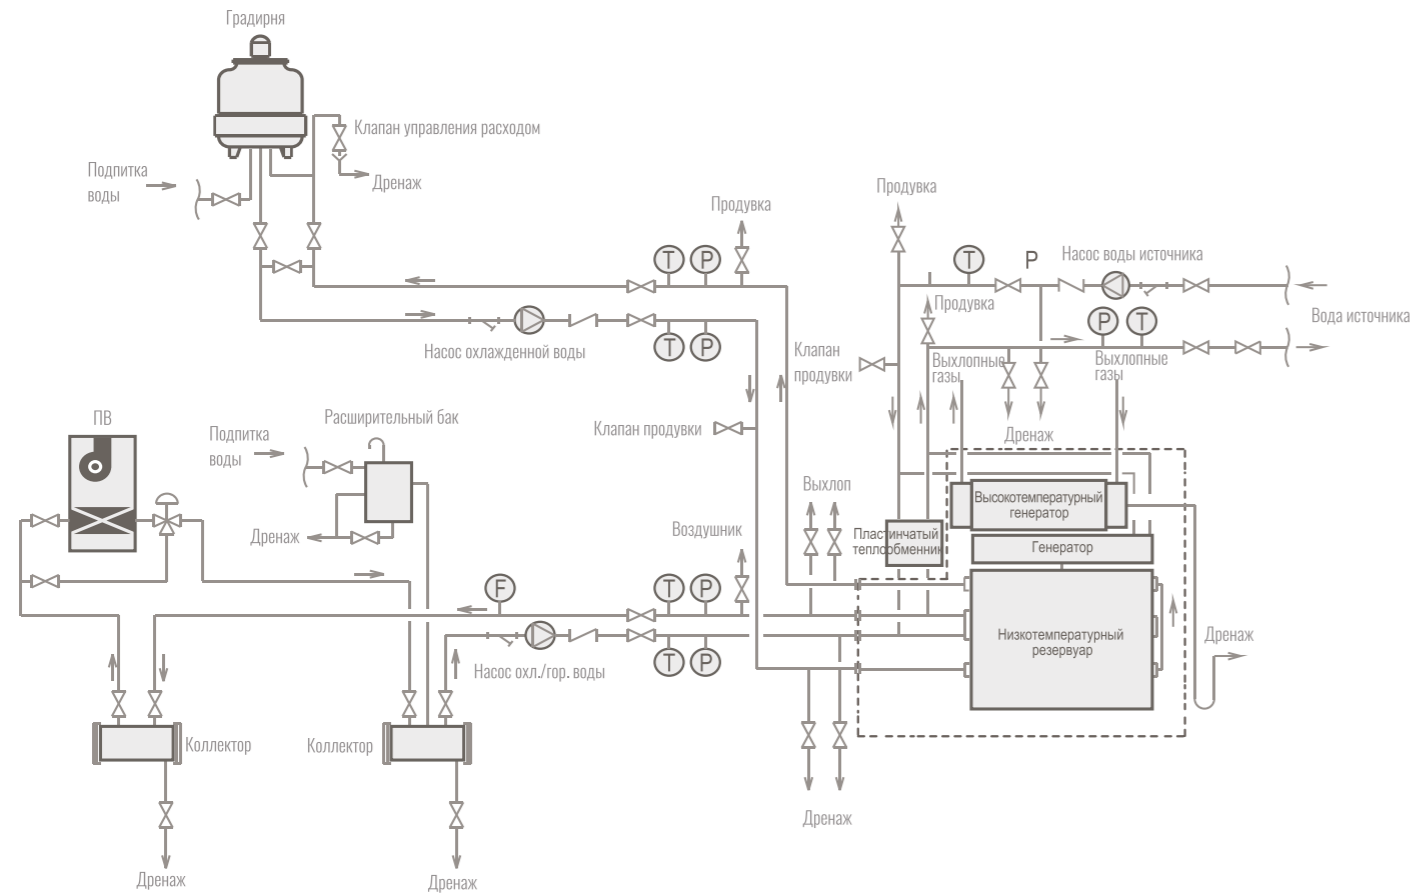 Градирня
Клапан управления расходом
Подпитка
воды
Дренаж
Продувка
Продувка
T
P
T
P
Насос воды источника
Продувка
P
T
Вода источника
T
P
Насос охлажденной воды
Клапан
продувки
Выхлопные
газы
Выхлопные
газы
Дренаж
ПВ
Расширительный бак
Подпитка
воды
Клапан продувки
Выхлоп
Дренаж
Воздушник
Высокотемпературный
генератор
Пластинчатый
теплообменник
Генератор
F
T
P
Низкотемпературный
резервуар
Дренаж
T
P
Насос охл./гор. воды
Коллектор
Коллектор
Дренаж
Дренаж
Дренаж